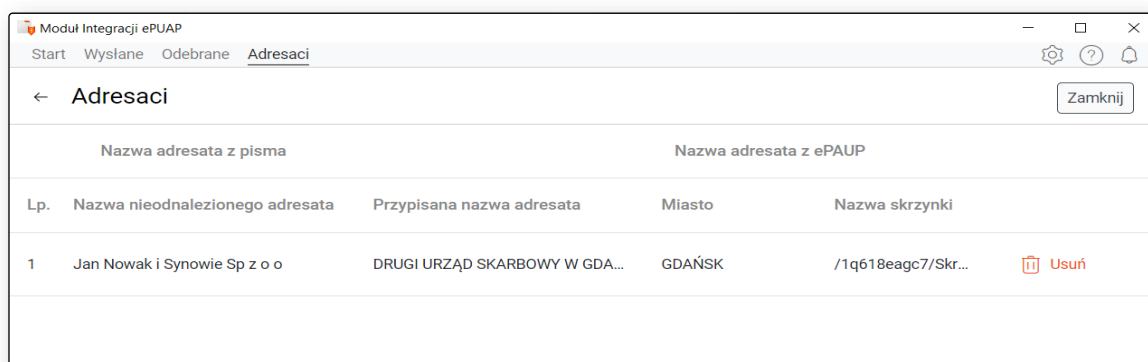 Moduł Integracji ePUAP
Start Wysłane Odebrane Adresaci
← Adresaci Zamknij
Nazwa adresata z pisma Nazwa adresata z ePAUP
Lp. Nazwa nieodnalezionego adresata Przypisana nazwa adresata Miasto Nazwa skrzynki
1 Jan Nowak i Synowie Sp z o o DRUGI URZĄD SKARBOWY W GDA... GDAŃSK /1q618eagc7/Skr... Usuń